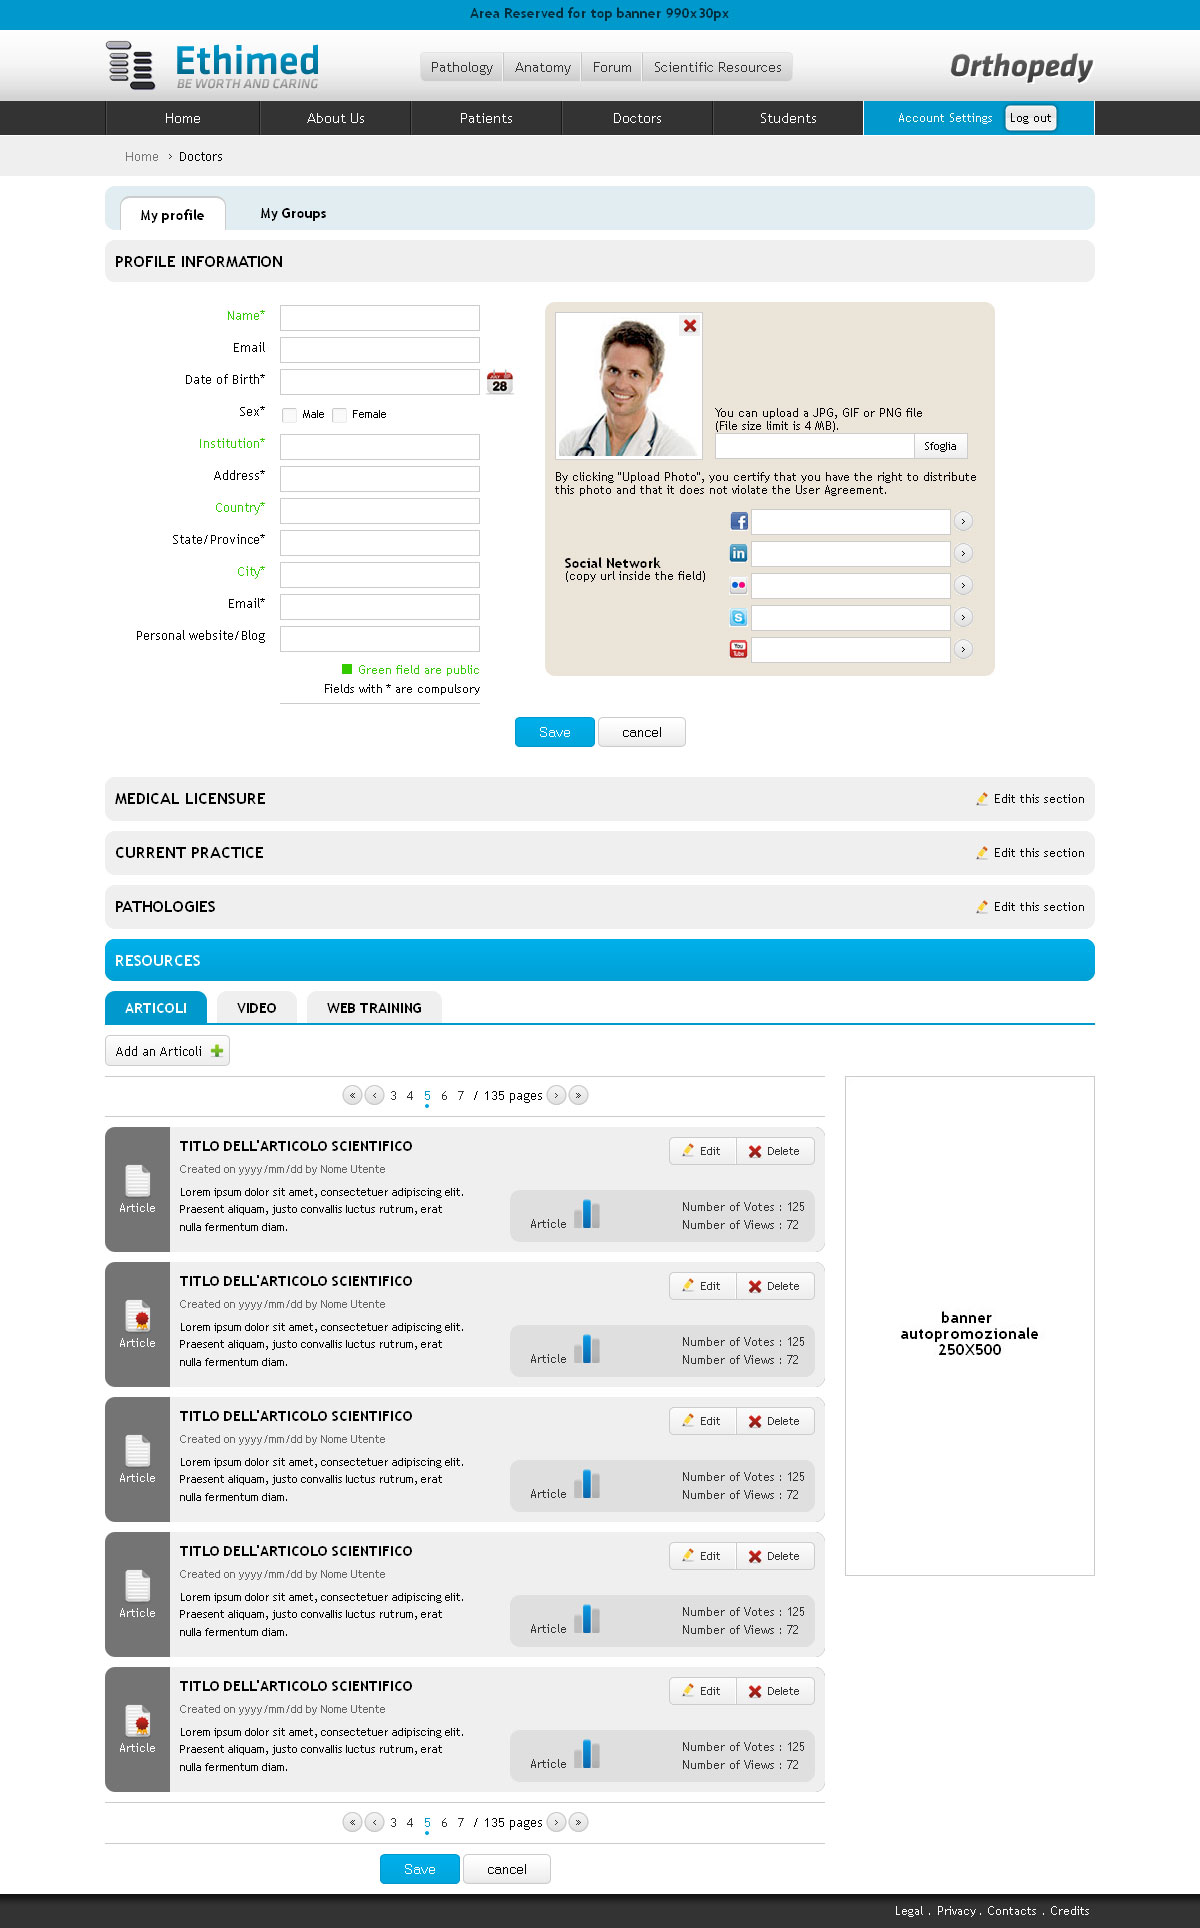 Area Reserved for top banner 990x30px
Ethimed
BE WORTH AND CARING
Pathology Anatomy Forum Scientific Resources
Orthopedy
Home About Us Patients Doctors Students Account Settings Log out
Home > Doctors
My profile My Groups
PROFILE INFORMATION
Name*
Email
Date of Birth*
28
Sex* Male Female
Institution*
Address*
Country*
State/Province*
City*
Email*
Personal website/Blog
Green field are public
Fields with * are compulsory
You can upload a JPG, GIF or PNG file
(File size limit is 4 MB).
Sfoglia
By clicking "Upload Photo", you certify that you have the right to distribute
this photo and that it does not violate the User Agreement.
Social Network
(copy url inside the field)
f
in
S
You
Tube
Save cancel
MEDICAL LICENSURE Edit this section
CURRENT PRACTICE Edit this section
PATHOLOGIES Edit this section
RESOURCES
ARTICOLI VIDEO WEB TRAINING
Add an Articoli
« ‹ 3 4 5 6 7 / 135 pages › »
TITLO DELL'ARTICOLO SCIENTIFICO Edit Delete
Created on yyyy/mm/dd by Nome Utente
Article
Lorem ipsum dolor sit amet, consectetuer adipiscing elit.
Praesent aliquam, justo convallis luctus rutrum, erat
nulla fermentum diam.
Article
Number of Votes : 125
Number of Views : 72
TITLO DELL'ARTICOLO SCIENTIFICO Edit Delete
Created on yyyy/mm/dd by Nome Utente
Article
Lorem ipsum dolor sit amet, consectetuer adipiscing elit.
Praesent aliquam, justo convallis luctus rutrum, erat
nulla fermentum diam.
Article
Number of Votes : 125
Number of Views : 72
TITLO DELL'ARTICOLO SCIENTIFICO Edit Delete
Created on yyyy/mm/dd by Nome Utente
Article
Lorem ipsum dolor sit amet, consectetuer adipiscing elit.
Praesent aliquam, justo convallis luctus rutrum, erat
nulla fermentum diam.
Article
Number of Votes : 125
Number of Views : 72
TITLO DELL'ARTICOLO SCIENTIFICO Edit Delete
Created on yyyy/mm/dd by Nome Utente
Article
Lorem ipsum dolor sit amet, consectetuer adipiscing elit.
Praesent aliquam, justo convallis luctus rutrum, erat
nulla fermentum diam.
Article
Number of Votes : 125
Number of Views : 72
TITLO DELL'ARTICOLO SCIENTIFICO Edit Delete
Created on yyyy/mm/dd by Nome Utente
Article
Lorem ipsum dolor sit amet, consectetuer adipiscing elit.
Praesent aliquam, justo convallis luctus rutrum, erat
nulla fermentum diam.
Article
Number of Votes : 125
Number of Views : 72
banner
autopromozionale
250X500
« ‹ 3 4 5 6 7 / 135 pages › »
Save cancel
Legal . Privacy . Contacts . Credits